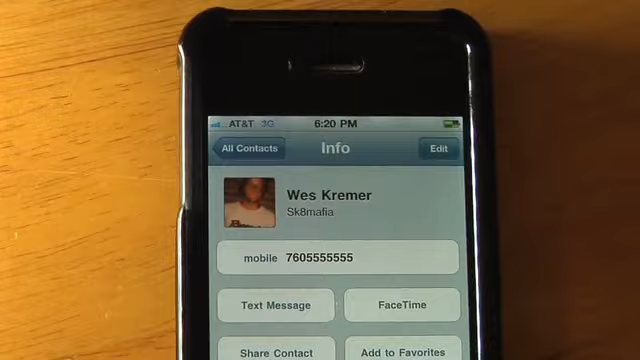 AT&T 3G 6:20 PM
All Contacts Info Edit
Wes Kremer
Sk8mafia
mobile 7605555555
Text Message FaceTime
Share Contact Add to Favorites